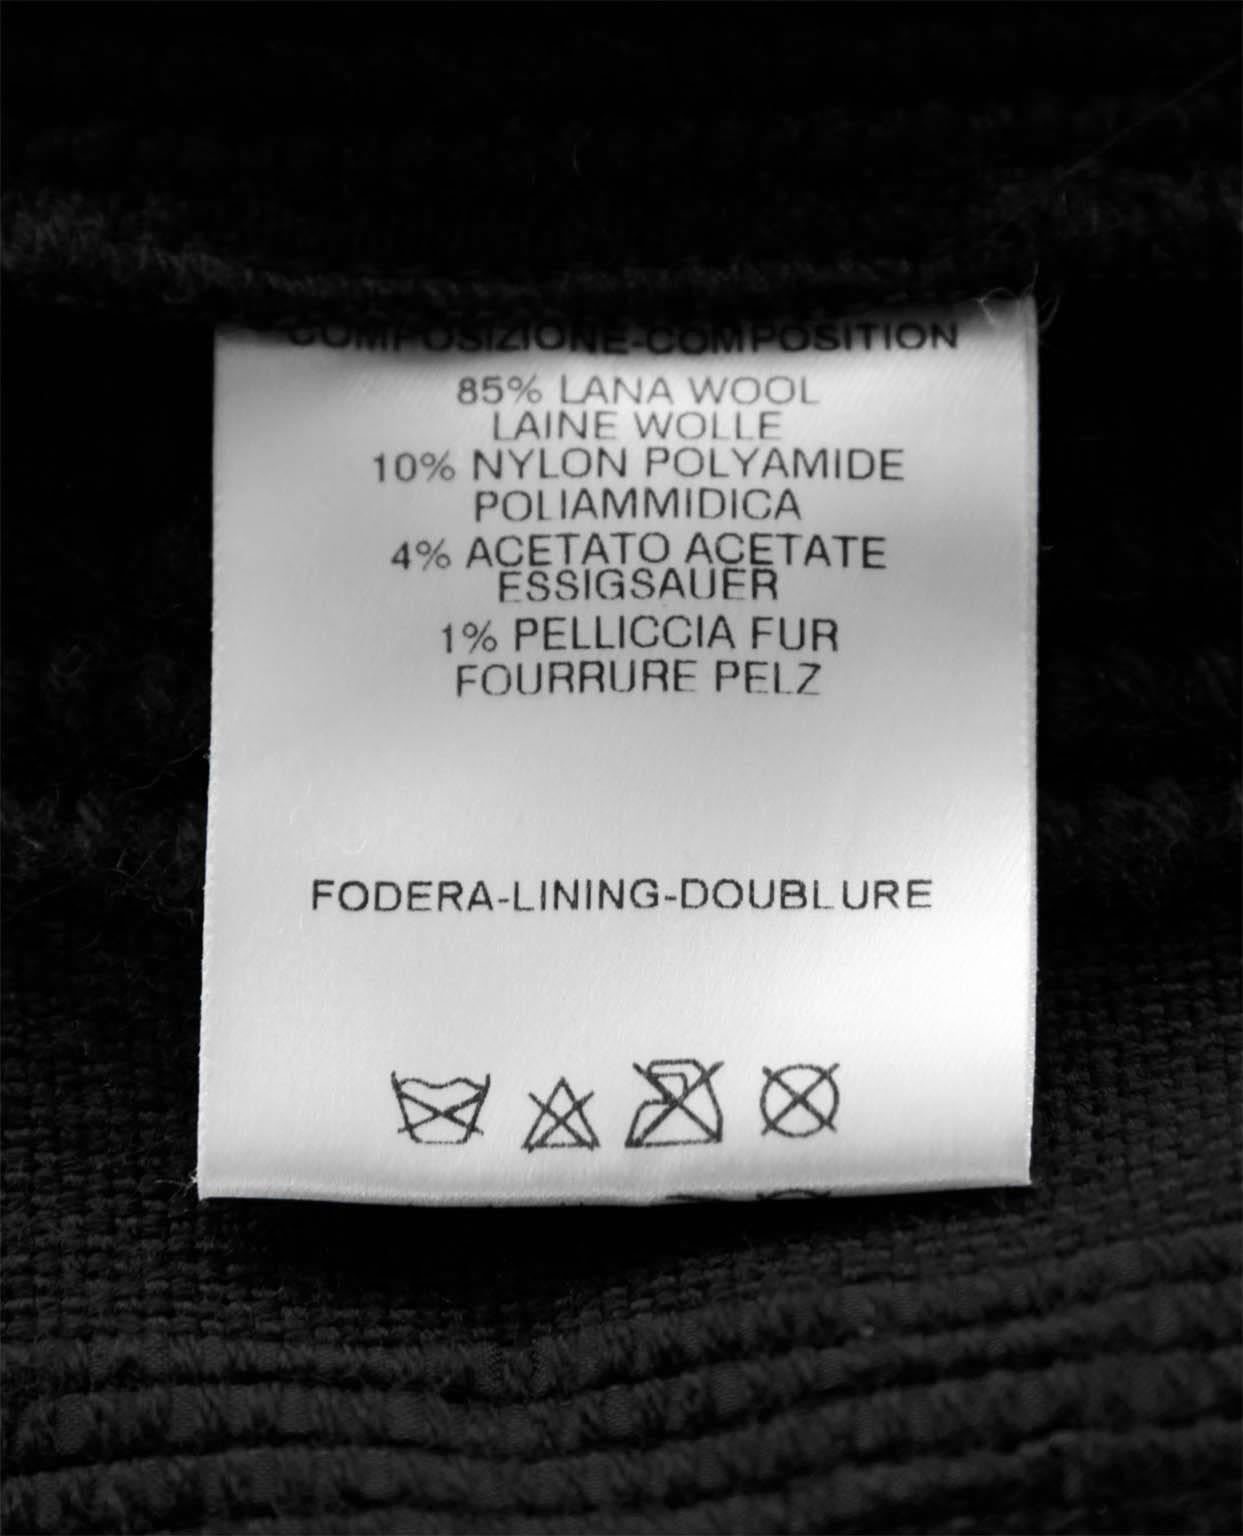 COMPOSIZIONE-COMPOSITION
85% LANA WOOL
LAINE WOLLE
10% NYLON POLYAMIDE
POLIAMMIDICA
4% ACETATO ACETATE
ESSIGSAUER
1% PELLICCIA FUR
FOURRURE PELZ
FODERA-LINING-DOUBLURE